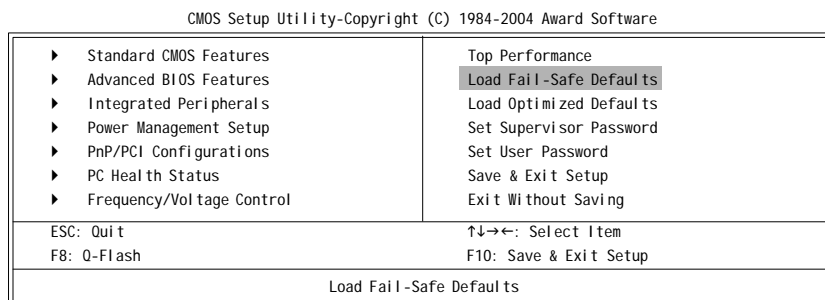 CMOS Setup Utility-Copyright (C) 1984-2004 Award Software
▶ Standard CMOS Features
▶ Advanced BIOS Features
▶ Integrated Peripherals
▶ Power Management Setup
▶ PnP/PCI Configurations
▶ PC Health Status
▶ Frequency/Voltage Control
Top Performance
Load Fail-Safe Defaults
Load Optimized Defaults
Set Supervisor Password
Set User Password
Save & Exit Setup
Exit Without Saving
ESC: Quit
F8: Q-Flash
↑↓→←: Select Item
F10: Save & Exit Setup
Load Fail-Safe Defaults